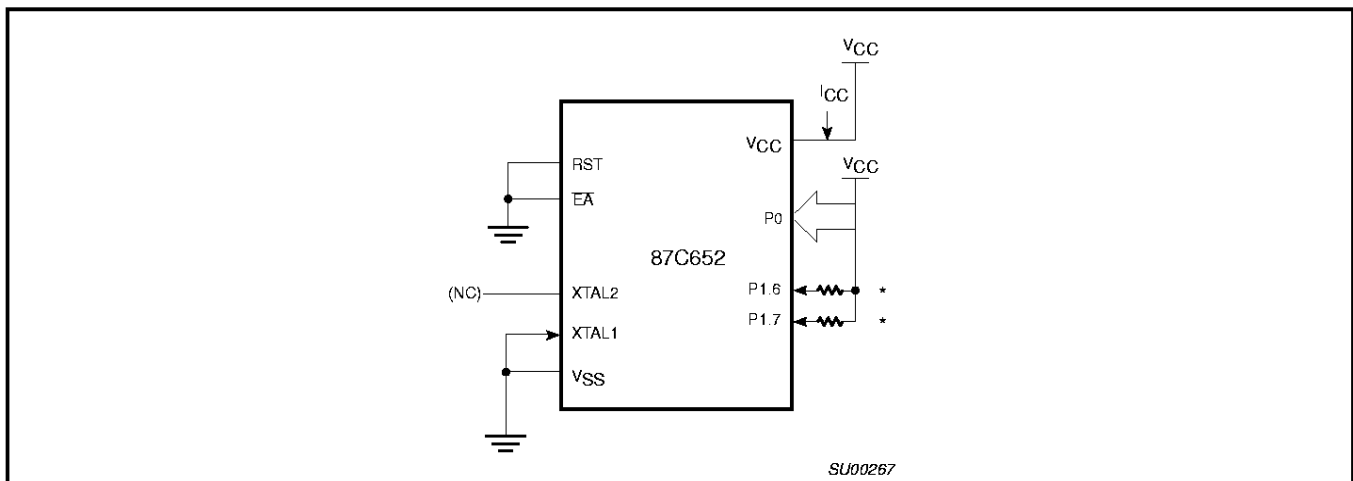 VCC
ICC
VCC
RST
VCC
EA
P0
87C652
(NC)
XTAL2
P1.6
*
XTAL1
P1.7
*
VSS
SU00267